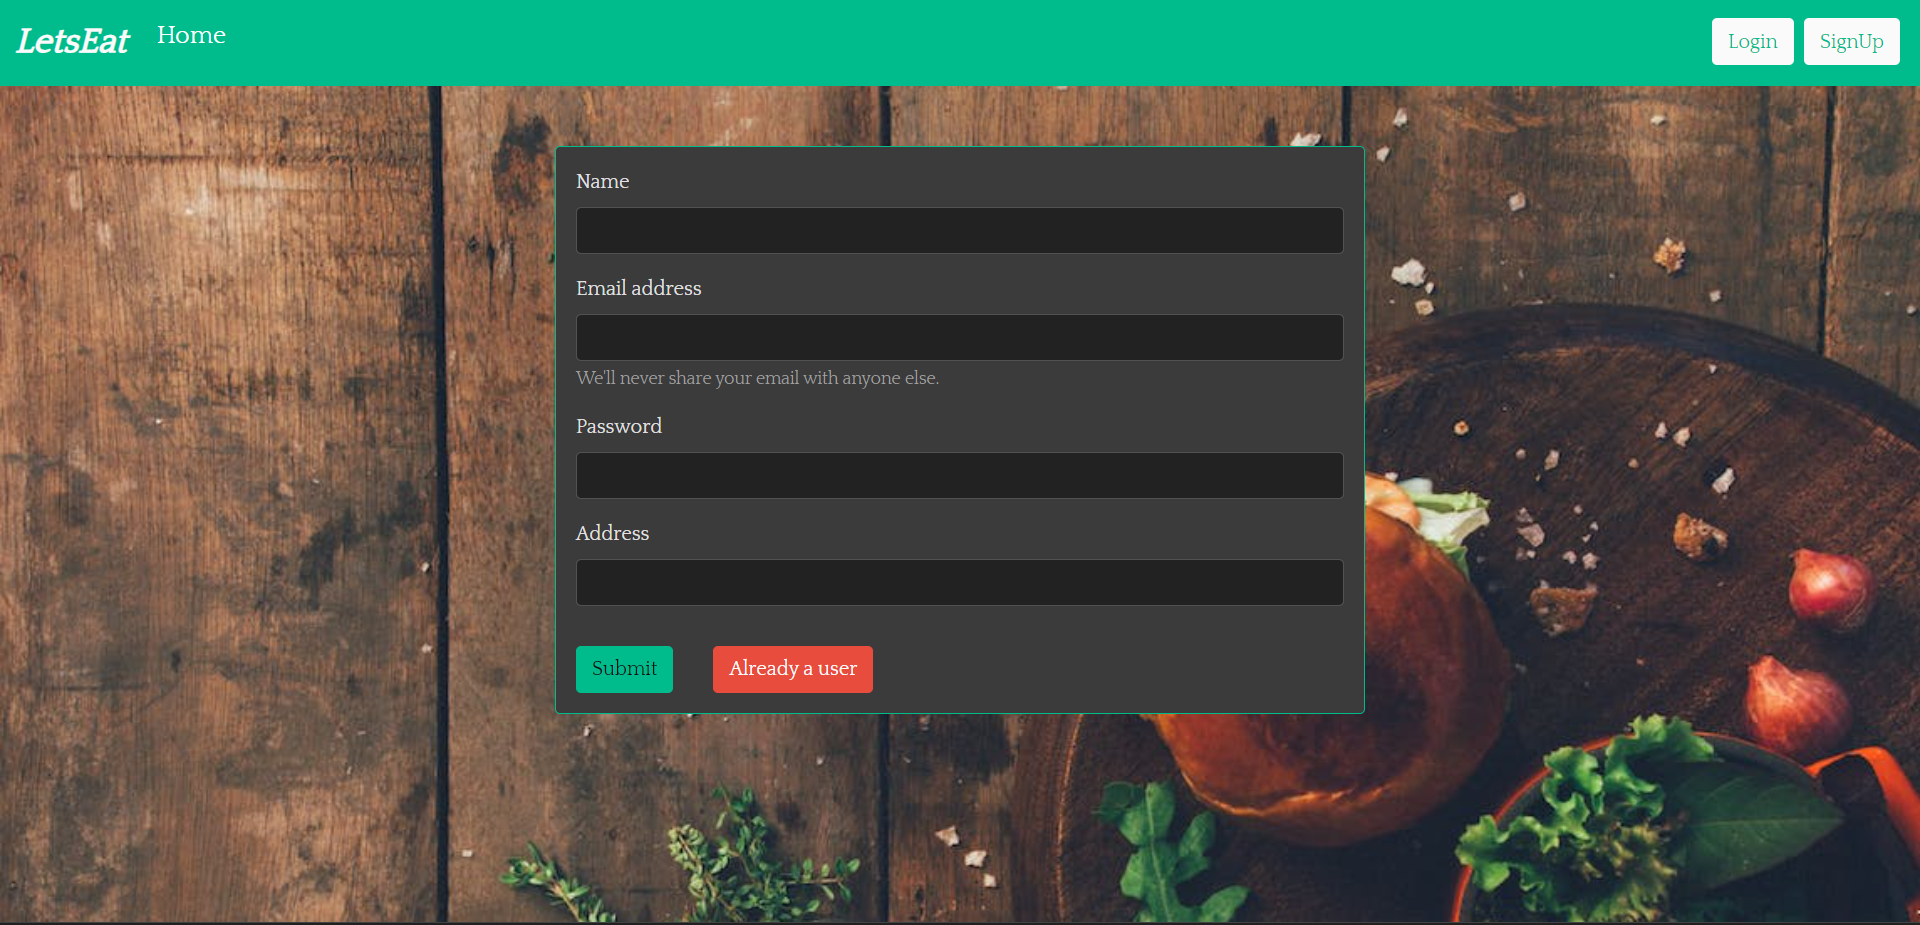 LetsEat Home Login SignUp
Name
Email address
We'll never share your email with anyone else.
Password
Address
Submit Already a user